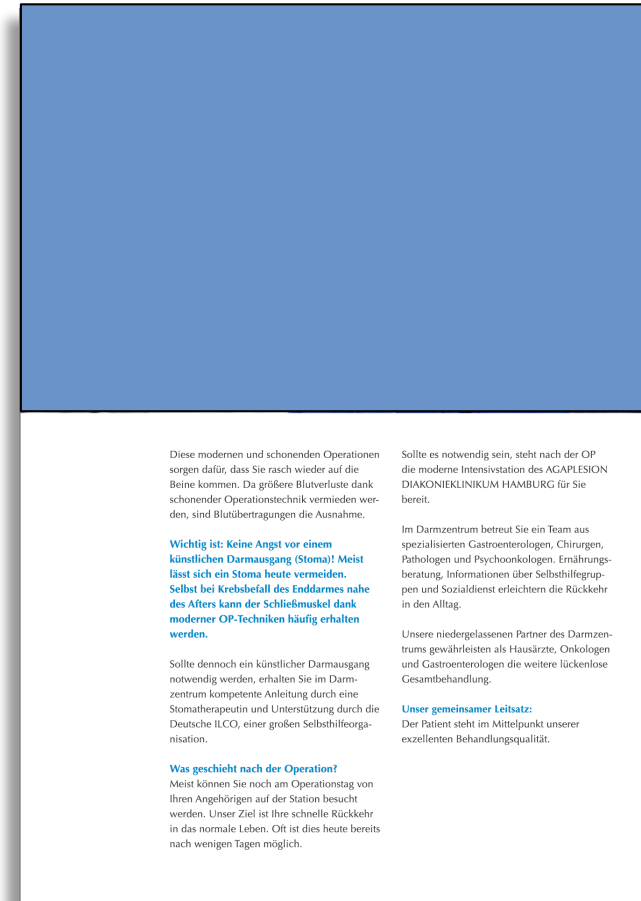 Diese modernen und schonenden Operationen
sorgen dafür, dass Sie rasch wieder auf die
Beine kommen. Da größere Blutverluste dank
schonender Operationstechnik vermieden wer-
den, sind Blutübertragungen die Ausnahme.
Wichtig ist: Keine Angst vor einem
künstlichen Darmausgang (Stoma)! Meist
lässt sich ein Stoma heute vermeiden.
Selbst bei Krebsbefall des Enddarmes nahe
des Afters kann der Schließmuskel dank
moderner OP-Techniken häufig erhalten
werden.
Sollte dennoch ein künstlicher Darmausgang
notwendig werden, erhalten Sie im Darm-
zentrum kompetente Anleitung durch eine
Stomatherapeutin und Unterstützung durch die
Deutsche ILCO, einer großen Selbsthilfeorga-
nisation.
Was geschieht nach der Operation?
Meist können Sie noch am Operationstag von
Ihren Angehörigen auf der Station besucht
werden. Unser Ziel ist Ihre schnelle Rückkehr
in das normale Leben. Oft ist dies heute bereits
nach wenigen Tagen möglich.
Sollte es notwendig sein, steht nach der OP
die moderne Intensivstation des AGAPLESION
DIAKONIEKLINIKUM HAMBURG für Sie
bereit.
Im Darmzentrum betreut Sie ein Team aus
spezialisierten Gastroenterologen, Chirurgen,
Pathologen und Psychoonkologen. Ernährungs-
beratung, Informationen über Selbsthilfegrup-
pen und Sozialdienst erleichtern die Rückkehr
in den Alltag.
Unsere niedergelassenen Partner des Darmzen-
trums gewährleisten als Hausärzte, Onkologen
und Gastroenterologen die weitere lückenlose
Gesamtbehandlung.
Unser gemeinsamer Leitsatz:
Der Patient steht im Mittelpunkt unserer
exzellenten Behandlungsqualität.